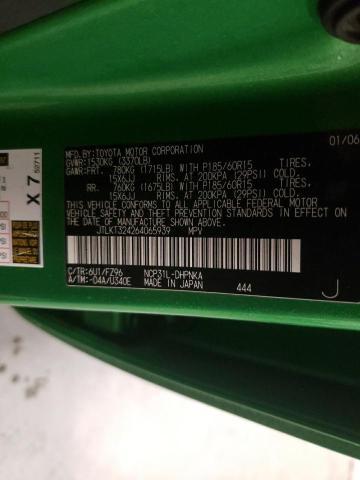 01/06
MFD.BY:TOYOTA MOTOR CORPORATION
GVWR:1530KG (3370LB)
GAWR:FRT. 780KG (1715LB) WITH P185/60R15 TIRES,
15X6JJ RIMS, AT 200KPA (29PSI) COLD.
RR. 760KG (1675LB) WITH P185/60R15 TIRES,
15X6JJ RIMS, AT 200KPA (29PSI) COLD.
THIS VEHICLE CONFORMS TO ALL APPLICABLE FEDERAL MOTOR
VEHICLE SAFETY AND THEFT PREVENTION STANDARDS IN EFFECT ON
THE DATE OF MANUFACTURE SHOWN ABOVE.
JTLKT324264065939 MPV
C/TR:6U1/FZ96 NCP31L-DHPNKA
A/TM:-04A/U340E MADE IN JAPAN 444
J
X 7
50711